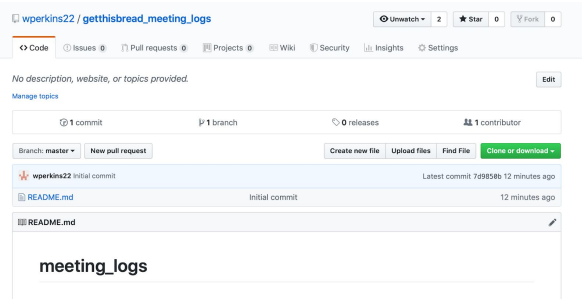 wperkins22 / getthisbread_meeting_logs
Unwatch 2 Star 0 Fork 0
Code Issues 0 Pull requests 0 Projects 0 Wiki Security Insights Settings
No description, website, or topics provided. Edit
Manage topics
1 commit 1 branch 0 releases 1 contributor
Branch: master New pull request Create new file Upload files Find File Clone or download
wperkins22 Initial commit Latest commit 7d9850b 12 minutes ago
README.md Initial commit 12 minutes ago
README.md
meeting_logs